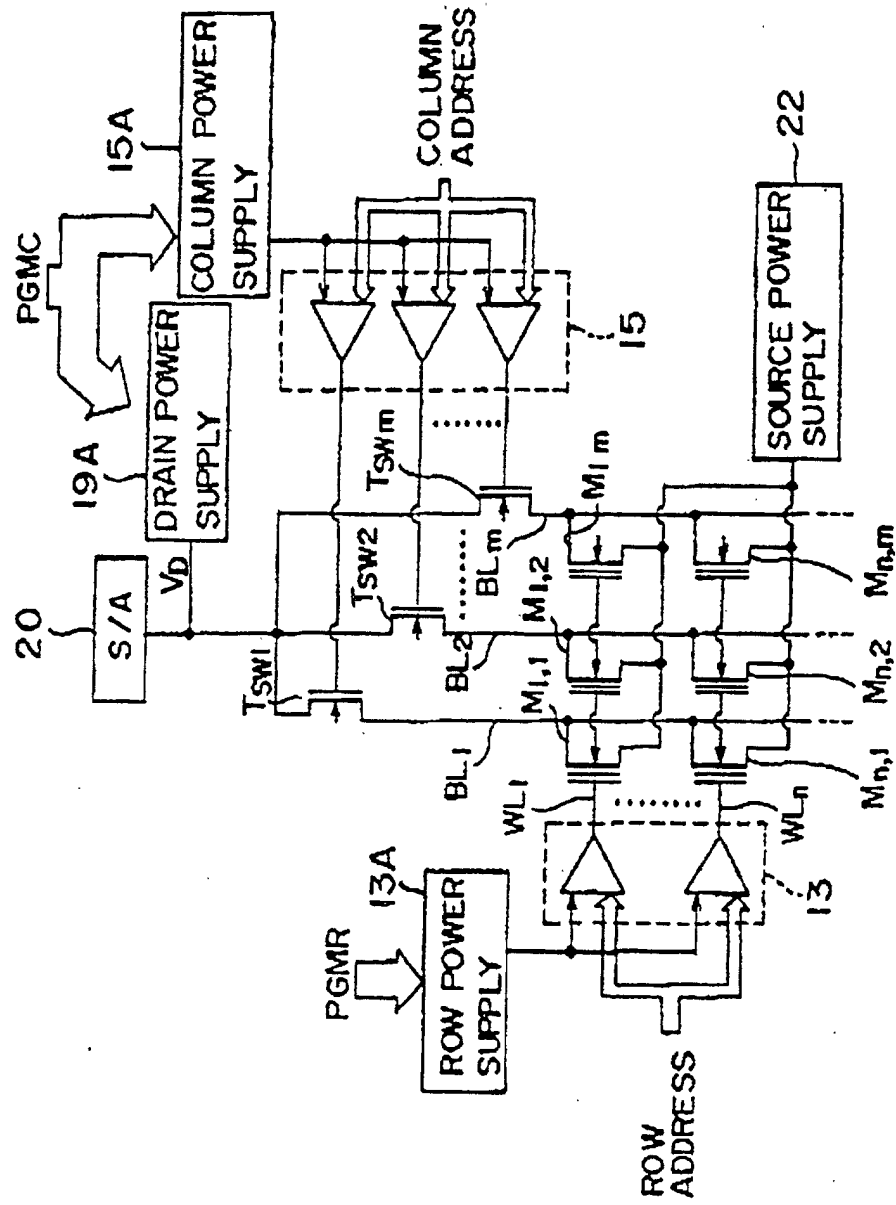 PGMC
15A
COLUMN POWER
SUPPLY
19A
DRAIN POWER
SUPPLY
20
S/A
VD
COLUMN
ADDRESS
15
TSW1
TSW2
TSWm
BL1
BL2
BLm
M1,1
M1,2
M1m
22
SOURCE POWER
SUPPLY
WL1
WLn
Mn,1
Mn,2
Mn,m
13
13A
ROW POWER
SUPPLY
PGMR
ROW
ADDRESS